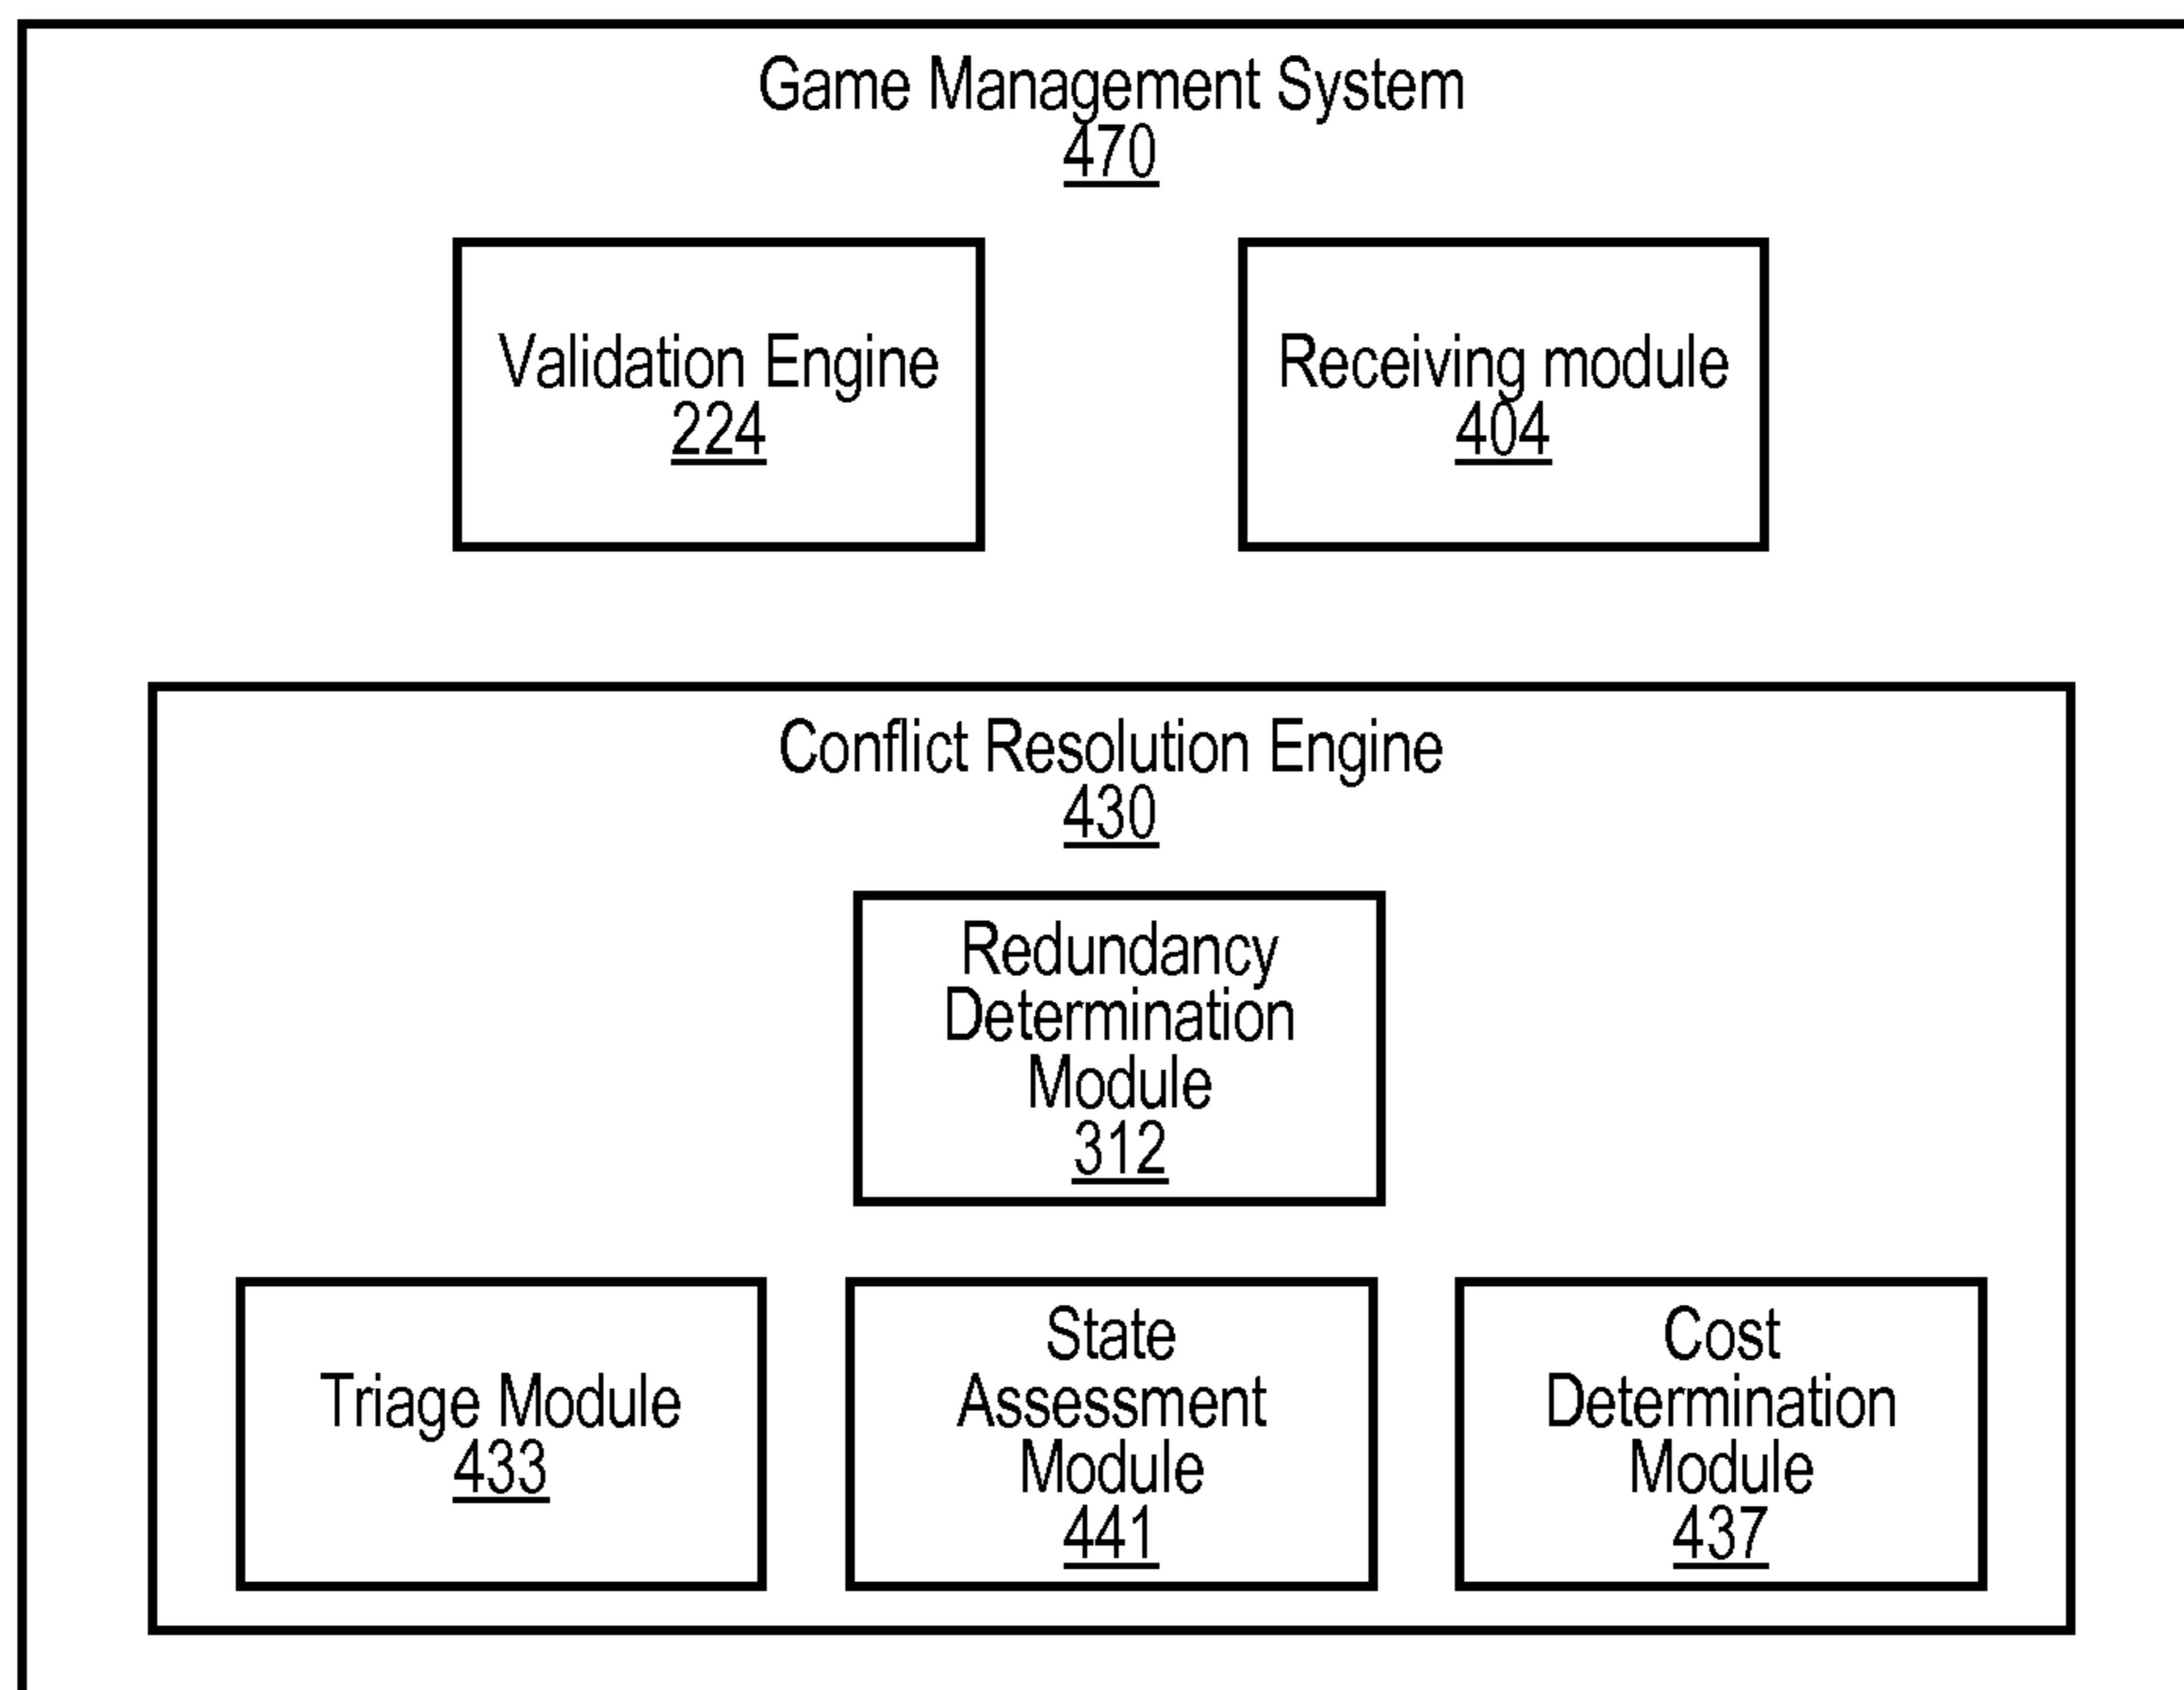 Game Management System
470
Validation Engine
224
Receiving module
404
Conflict Resolution Engine
430
Redundancy
Determination
Module
312
Triage Module
433
State
Assessment
Module
441
Cost
Determination
Module
437